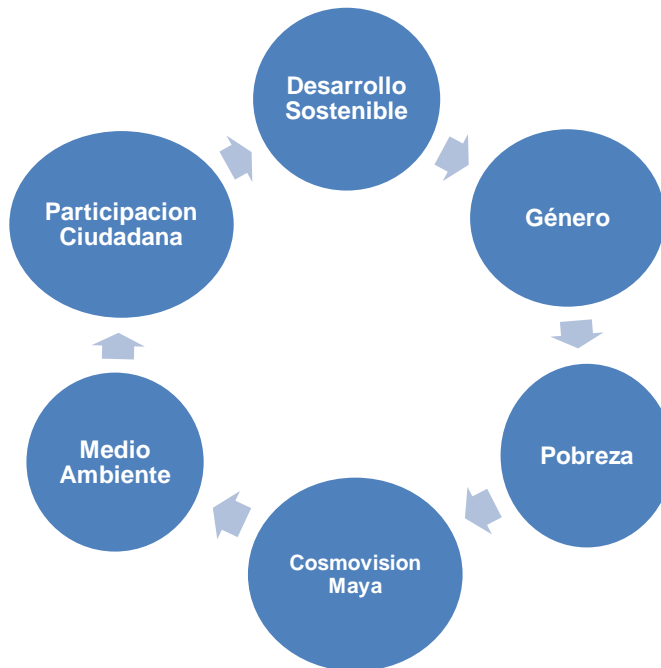 Desarrollo
Sostenible
Género
Pobreza
Cosmovision
Maya
Medio
Ambiente
Participacion
Ciudadana